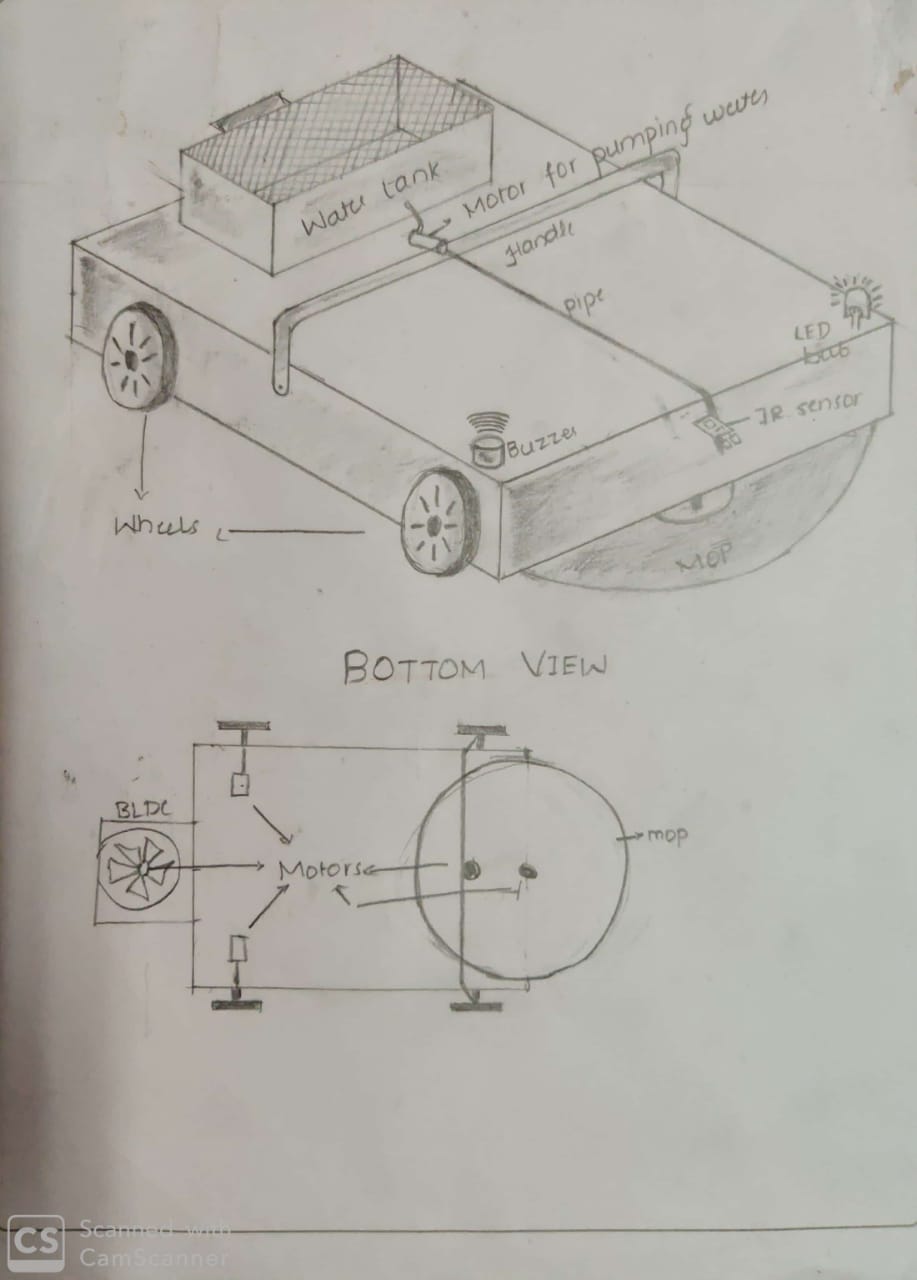 Motor for pumping water
Water tank
Handle
pipe
LED
bulb
IR sensor
Buzzer
Wheels
MOP
BOTTOM VIEW
BLDC
mop
Motors
CS
Scanned with
CamScanner